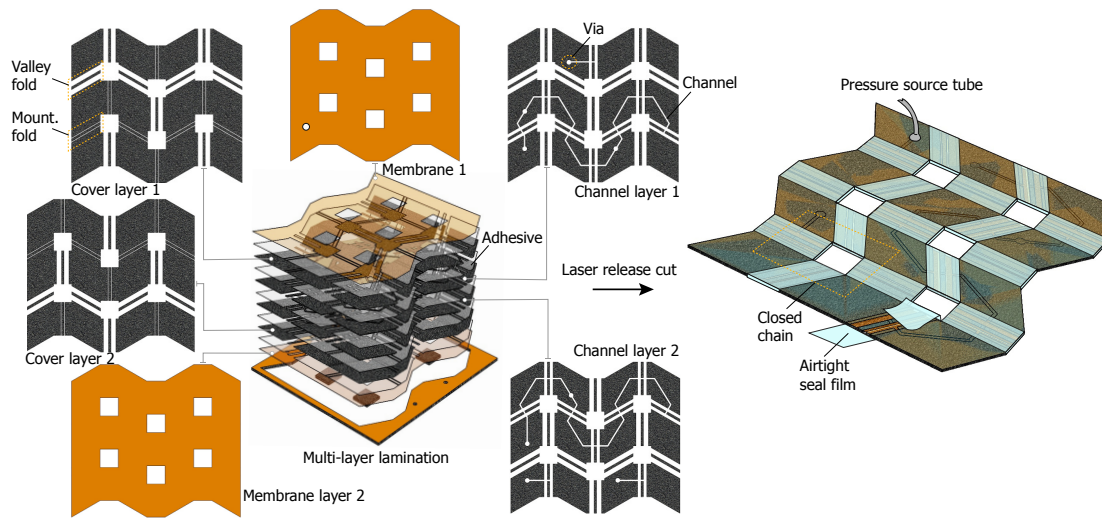 Valley
fold
Mount.
fold
Cover layer 1
Membrane 1
Via
Channel
Channel layer 1
Pressure source tube
Adhesive
Laser release cut
Cover layer 2
Channel layer 2
Closed
chain
Airtight
seal film
Multi-layer lamination
Membrane layer 2